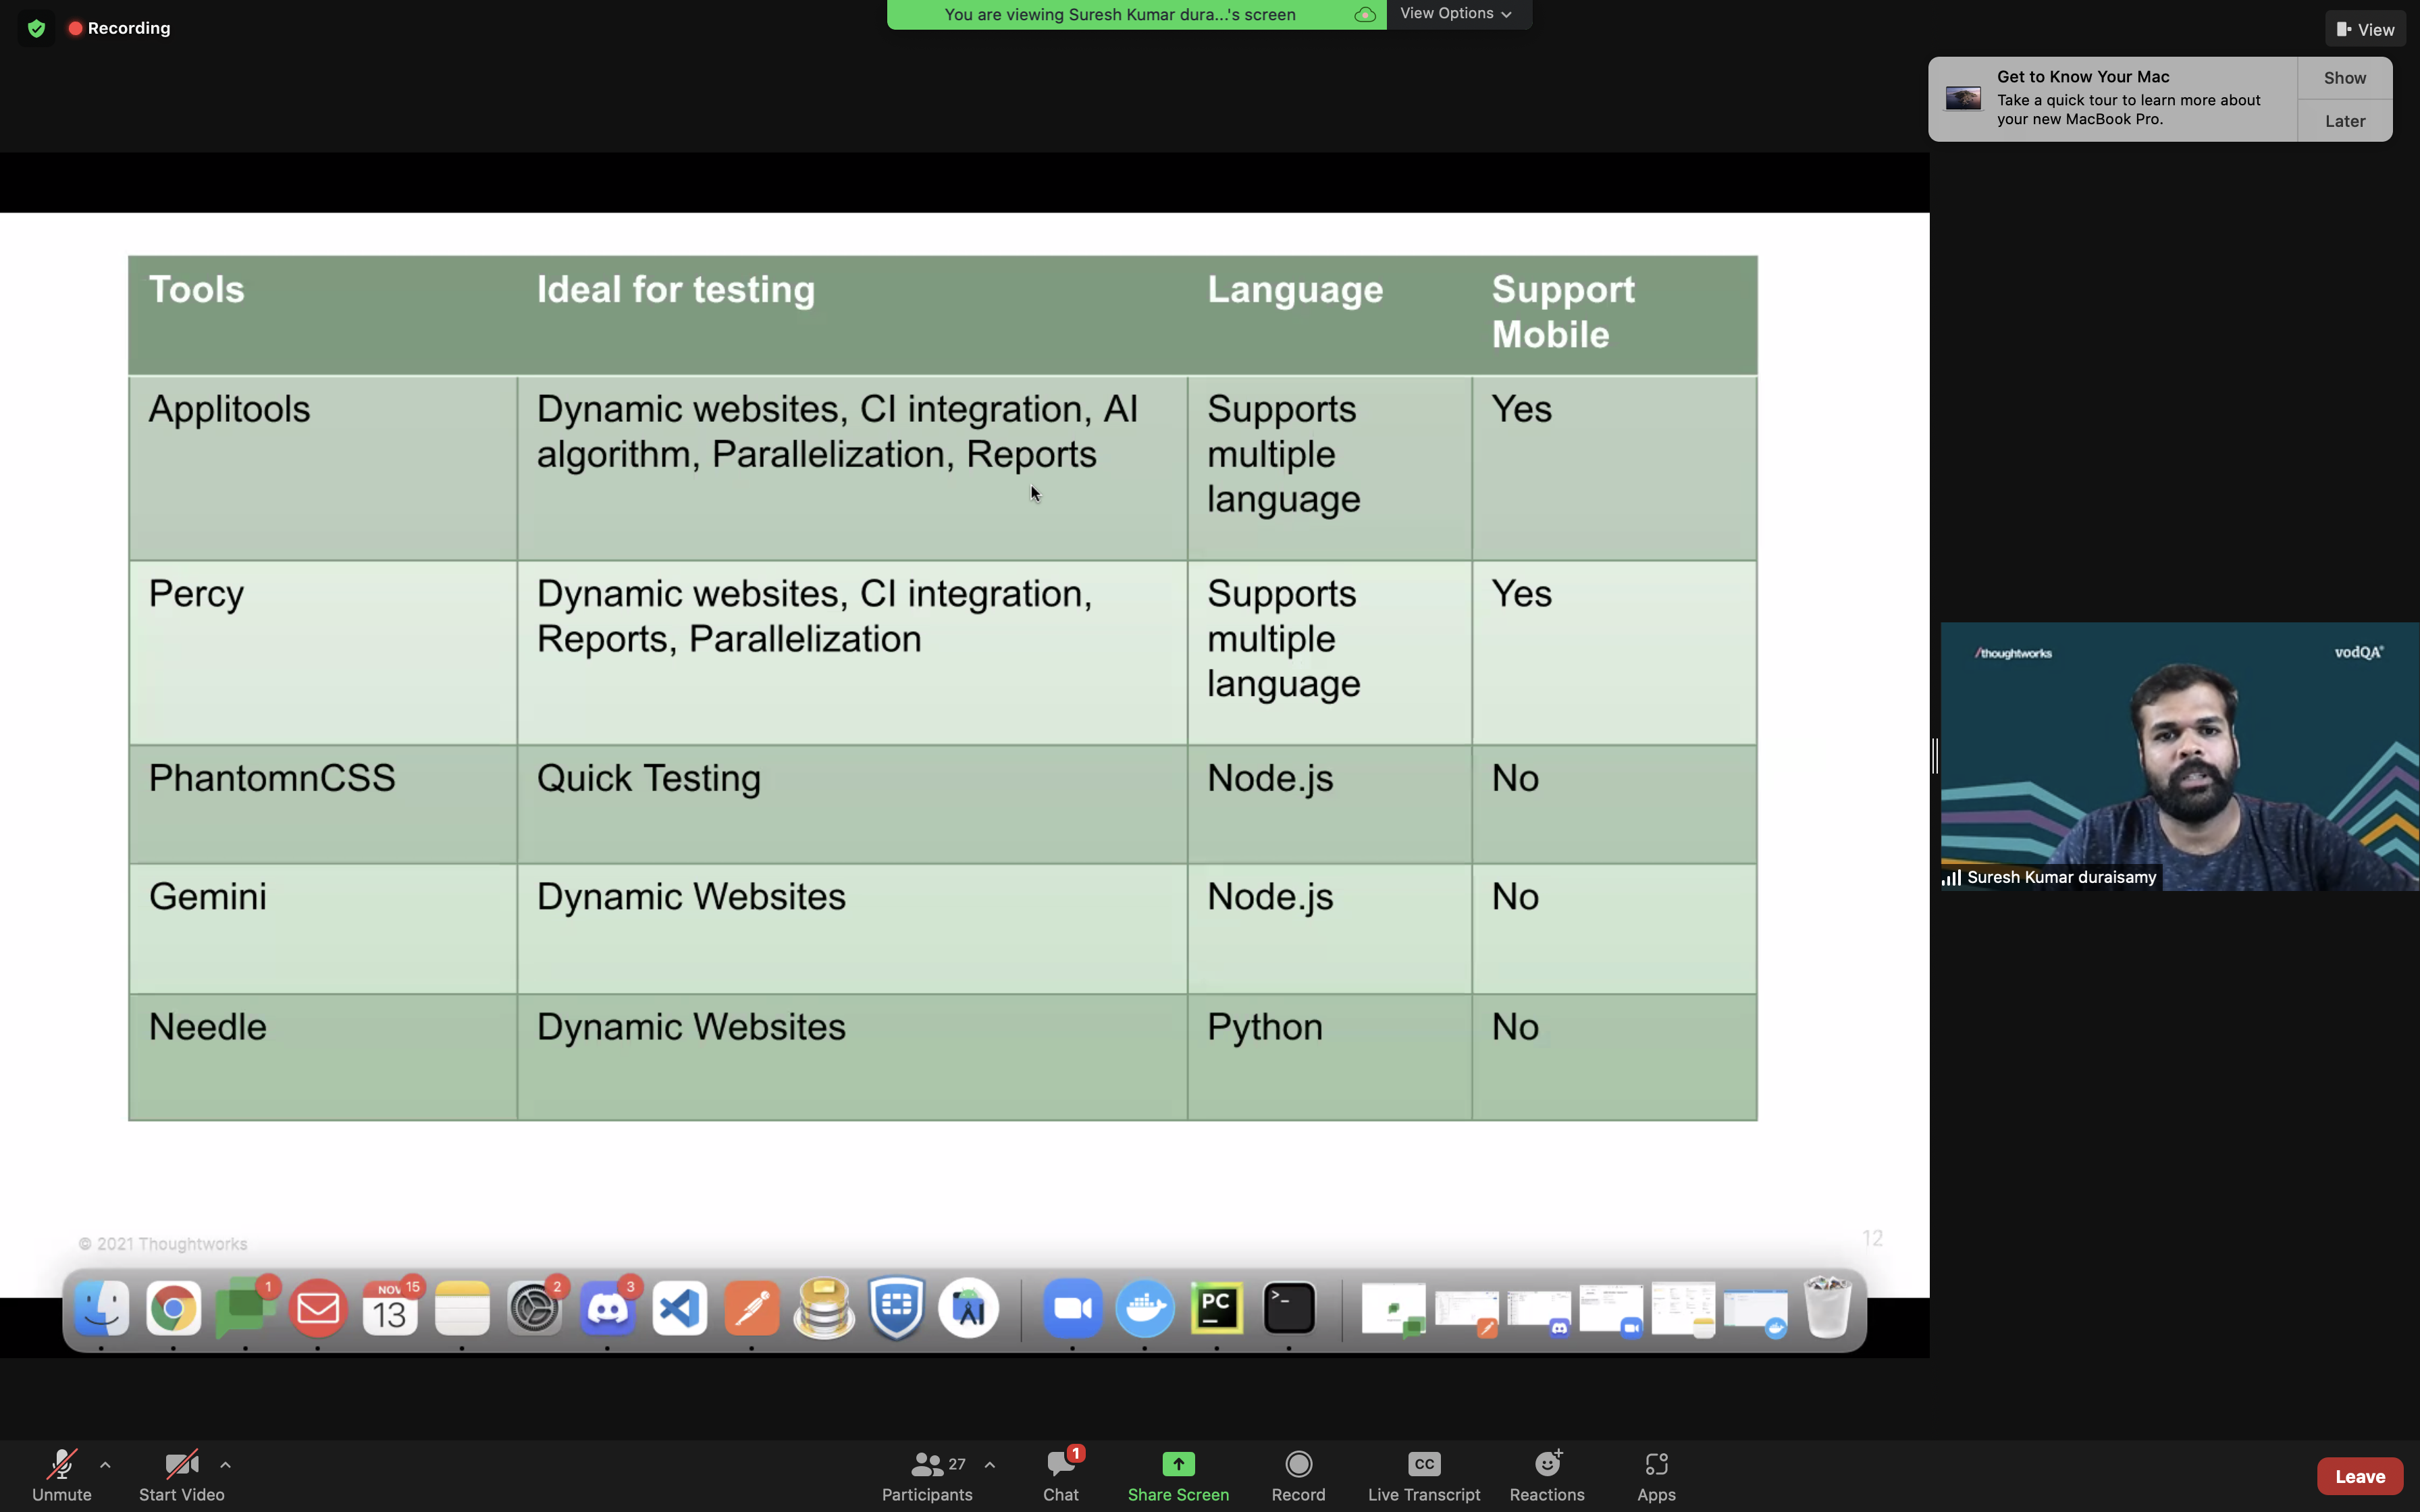 Recording
You are viewing Suresh Kumar dura...'s screen
View Options
View
Get to Know Your Mac
Take a quick tour to learn more about
your new MacBook Pro.
Show
Later
Tools
Ideal for testing
Language
Support
Mobile
Applitools
Dynamic websites, CI integration, AI
algorithm, Parallelization, Reports
Supports
multiple
language
Yes
Percy
Dynamic websites, CI integration,
Reports, Parallelization
Supports
multiple
language
Yes
PhantomnCSS
Quick Testing
Node.js
No
Gemini
Dynamic Websites
Node.js
No
Needle
Dynamic Websites
Python
No
© 2021 Thoughtworks
12
/thoughtworks
vodQA
Suresh Kumar duraisamy
1
NOV
15
13
2
3
PC
>_
Unmute
Start Video
Participants
27
Chat
1
Share Screen
Record
CC
Live Transcript
Reactions
Apps
Leave